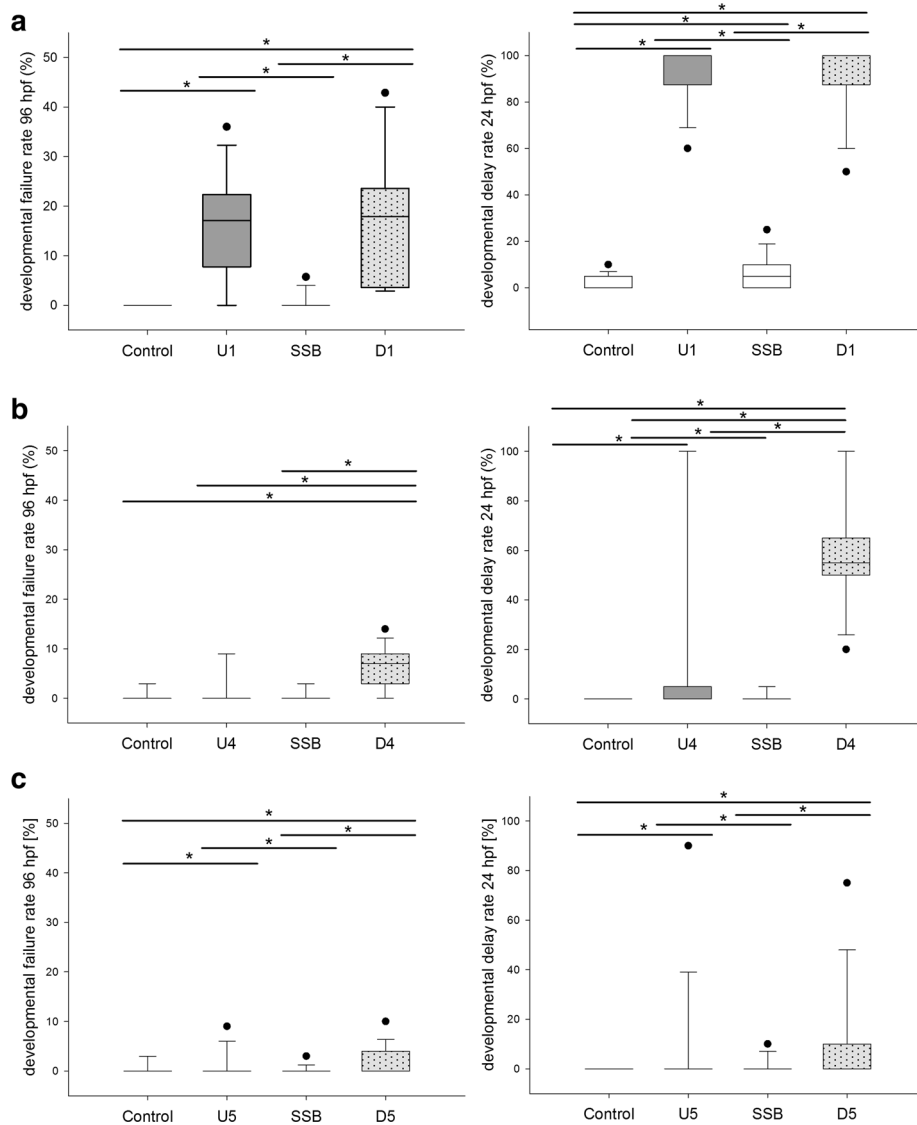 a
developmental failure rate 96 hpf (%)
50
40
30
20
10
0
* * * *
Control U1 SSB D1
developmental delay rate 24 hpf (%)
100
80
60
40
20
0
* * * * *
Control U1 SSB D1
b
developmental failure rate 96 hpf (%)
50
40
30
20
10
0
* * *
Control U4 SSB D4
developmental delay rate 24 hpf (%)
100
80
60
40
20
0
* * * * *
Control U4 SSB D4
c
developmental failure rate 96 hpf [%]
50
40
30
20
10
0
* * * *
Control U5 SSB D5
developmental delay rate 24 hpf [%]
100
80
60
40
20
0
* * * *
Control U5 SSB D5